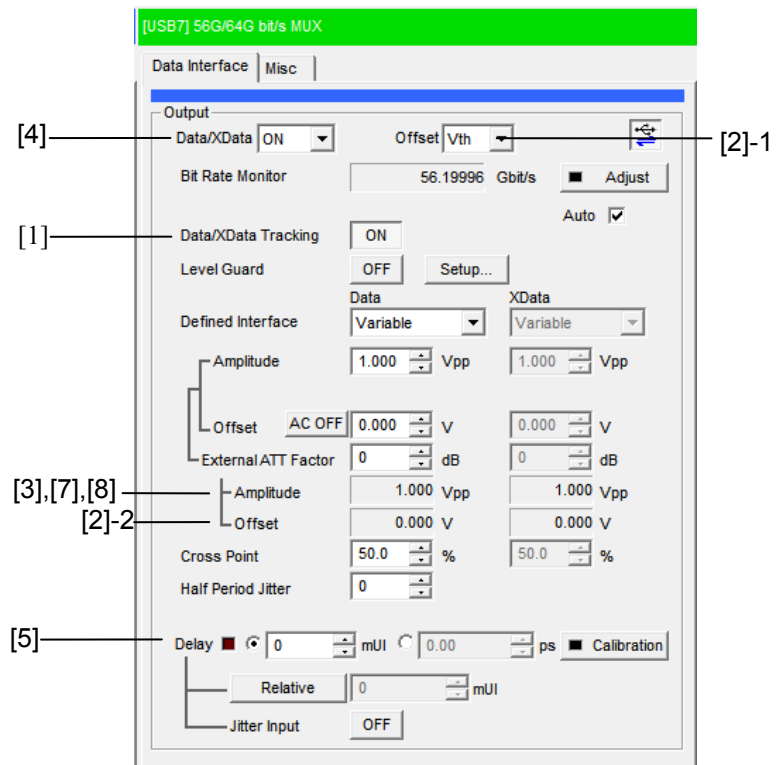 [USB7] 56G/64G bit/s MUX
Data Interface Misc
Output
[4] Data/XData ON Offset Vth [2]-1
Bit Rate Monitor 56.19996 Gbit/s Adjust
Auto
[1] Data/XData Tracking ON
Level Guard OFF Setup...
Data XData
Defined Interface Variable Variable
Amplitude 1.000 Vpp 1.000 Vpp
Offset AC OFF 0.000 V 0.000 V
External ATT Factor 0 dB 0 dB
[3],[7],[8] Amplitude 1.000 Vpp 1.000 Vpp
[2]-2 Offset 0.000 V 0.000 V
Cross Point 50.0 % 50.0 %
Half Period Jitter 0
[5] Delay 0 mUI 0.00 ps Calibration
Relative 0 mUI
Jitter Input OFF